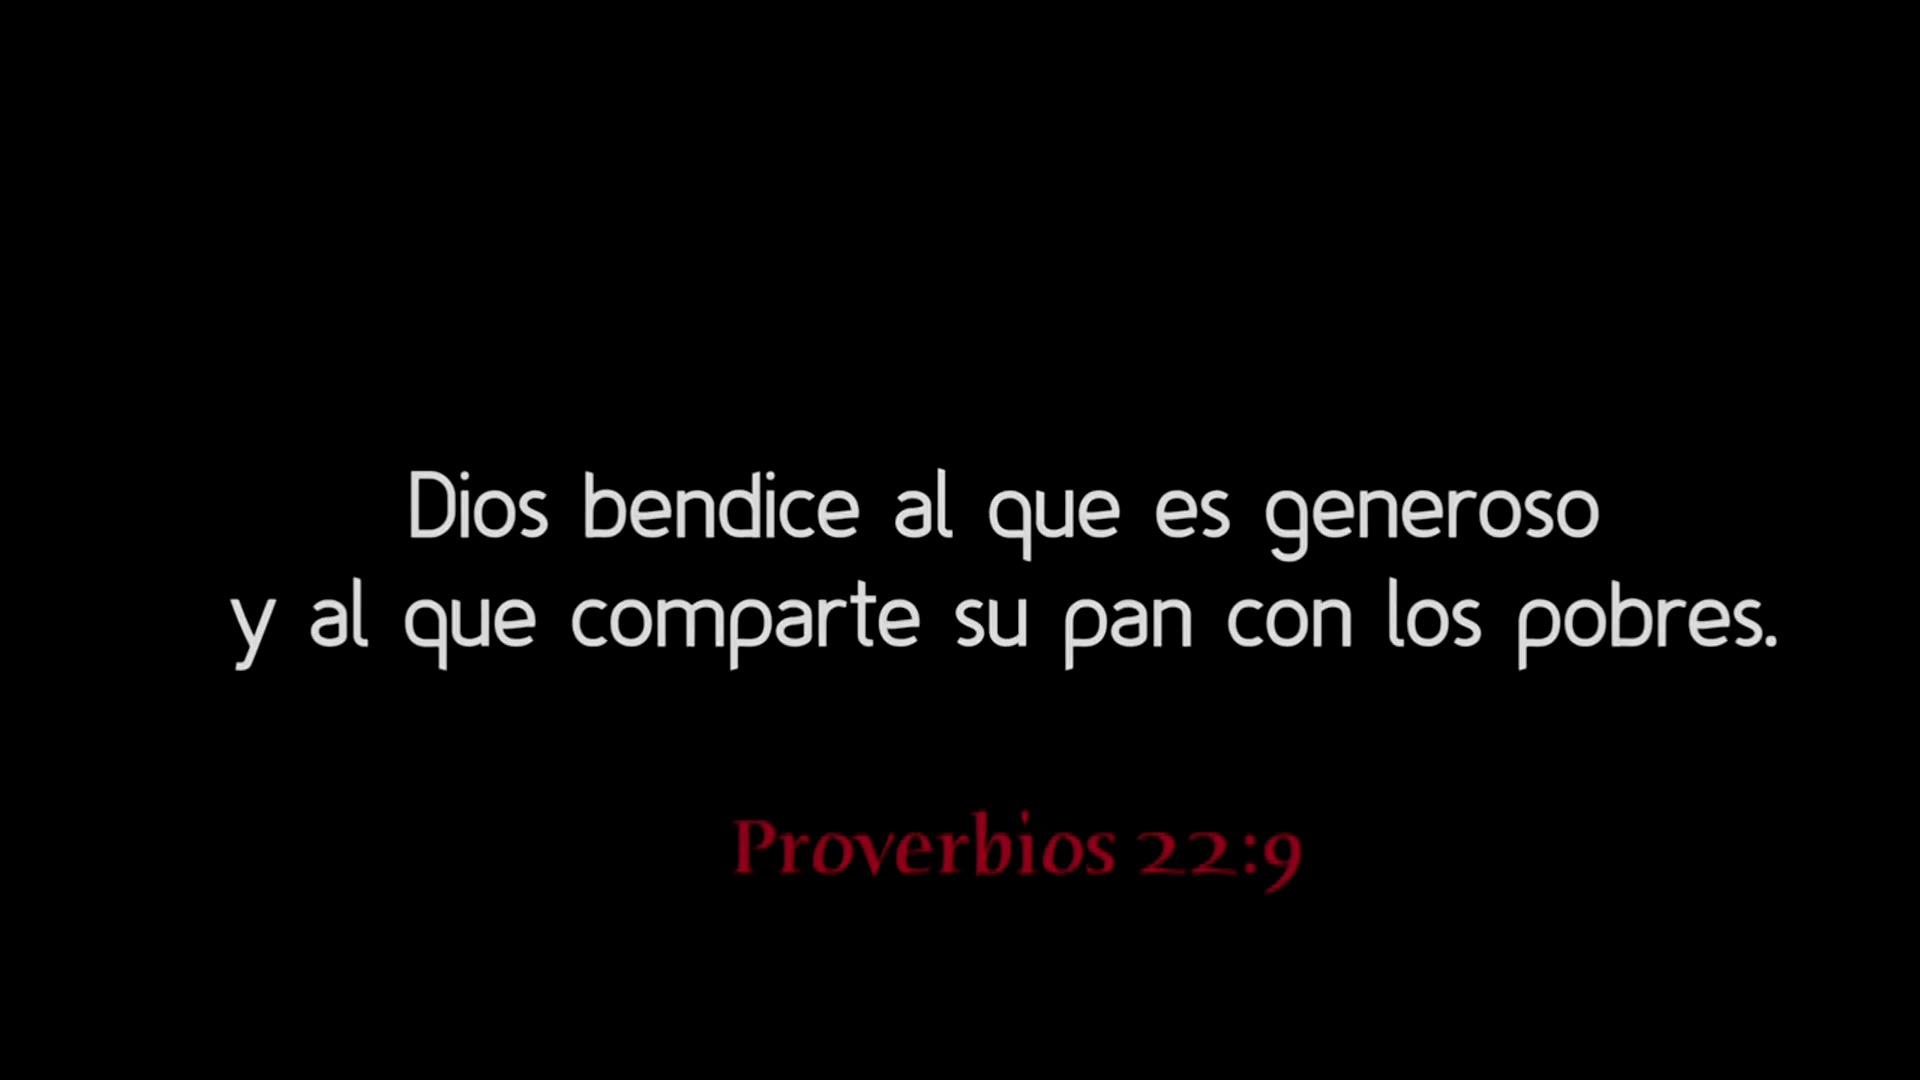 Dios bendice al que es generoso
y al que comparte su pan con los pobres.
Proverbios 22:9